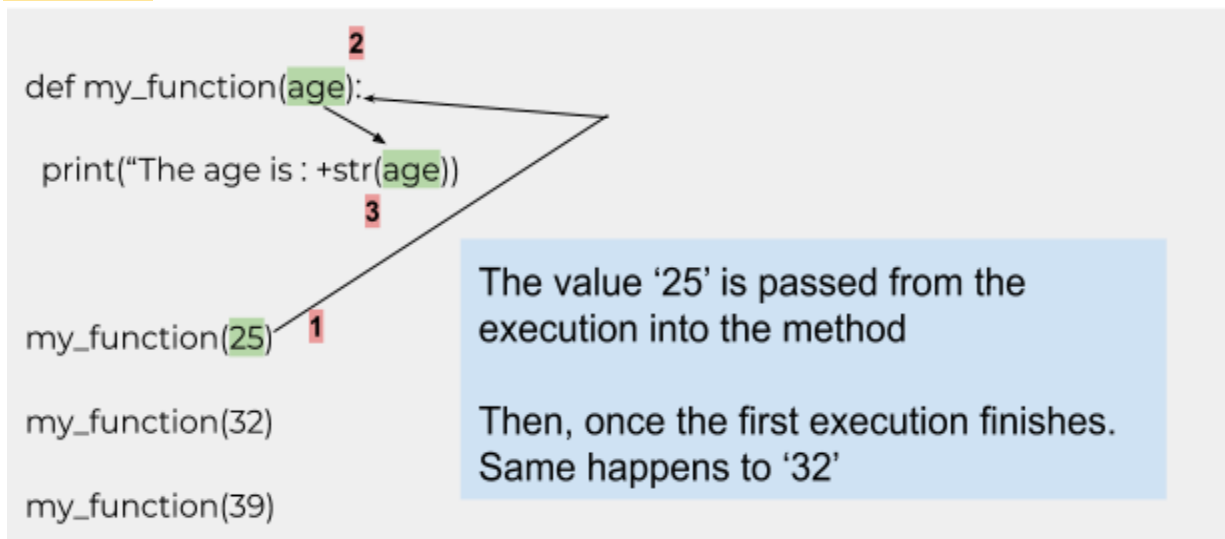 2
def my_function(age):
print(“The age is : +str(age))
3
my_function(25)
1
my_function(32)
my_function(39)
The value ‘25’ is passed from the
execution into the method
Then, once the first execution finishes.
Same happens to ‘32’